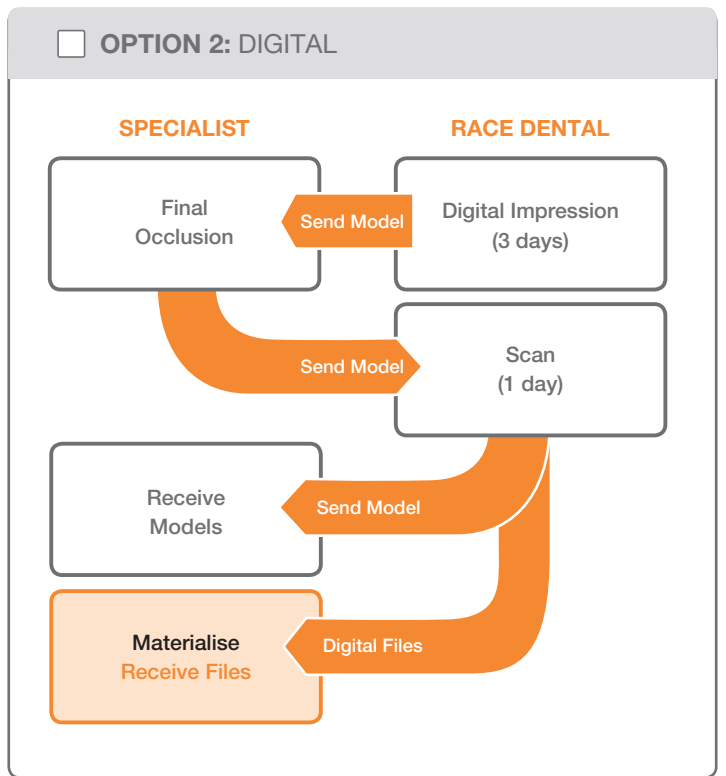 OPTION 2: DIGITAL
SPECIALIST
RACE DENTAL
Final
Occlusion
Send Model
Digital Impression
(3 days)
Send Model
Scan
(1 day)
Receive
Models
Send Model
Materialise
Receive Files
Digital Files